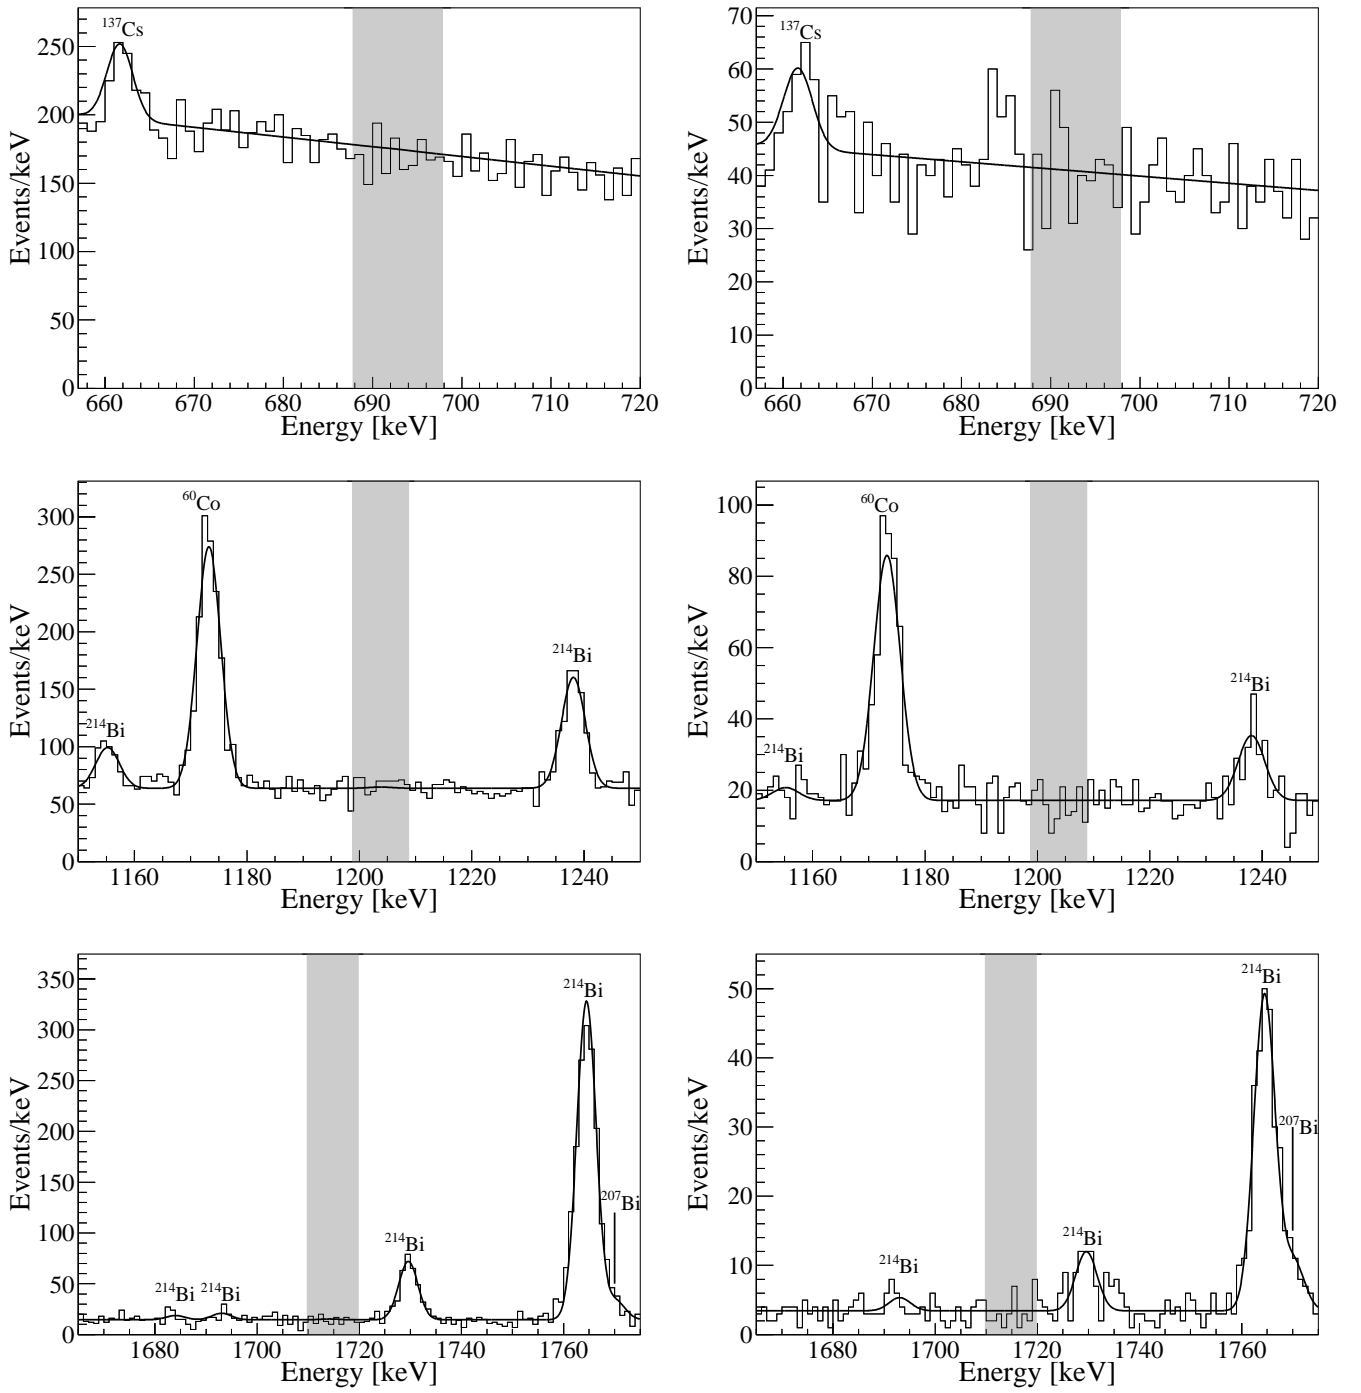 ¹³⁷Cs
Events/keV
250
200
150
100
50
0
660 670 680 690 700 710 720
Energy [keV]
¹³⁷Cs
Events/keV
70
60
50
40
30
20
10
0
660 670 680 690 700 710 720
Energy [keV]
⁶⁰Co
²¹⁴Bi
²¹⁴Bi
Events/keV
300
250
200
150
100
50
0
1160 1180 1200 1220 1240
Energy [keV]
⁶⁰Co
²¹⁴Bi
²¹⁴Bi
Events/keV
100
80
60
40
20
0
1160 1180 1200 1220 1240
Energy [keV]
²¹⁴Bi
²⁰⁷Bi
²¹⁴Bi
²¹⁴Bi ²¹⁴Bi
Events/keV
350
300
250
200
150
100
50
0
1680 1700 1720 1740 1760
Energy [keV]
²¹⁴Bi
²⁰⁷Bi
²¹⁴Bi
²¹⁴Bi
Events/keV
50
40
30
20
10
0
1680 1700 1720 1740 1760
Energy [keV]